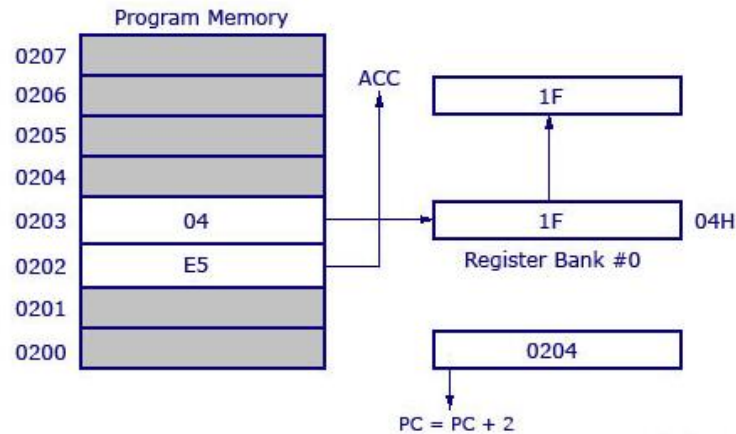 Program Memory
0207
0206
ACC
1F
0205
0204
0203
04
1F
04H
0202
E5
Register Bank #0
0201
0200
0204
PC = PC + 2